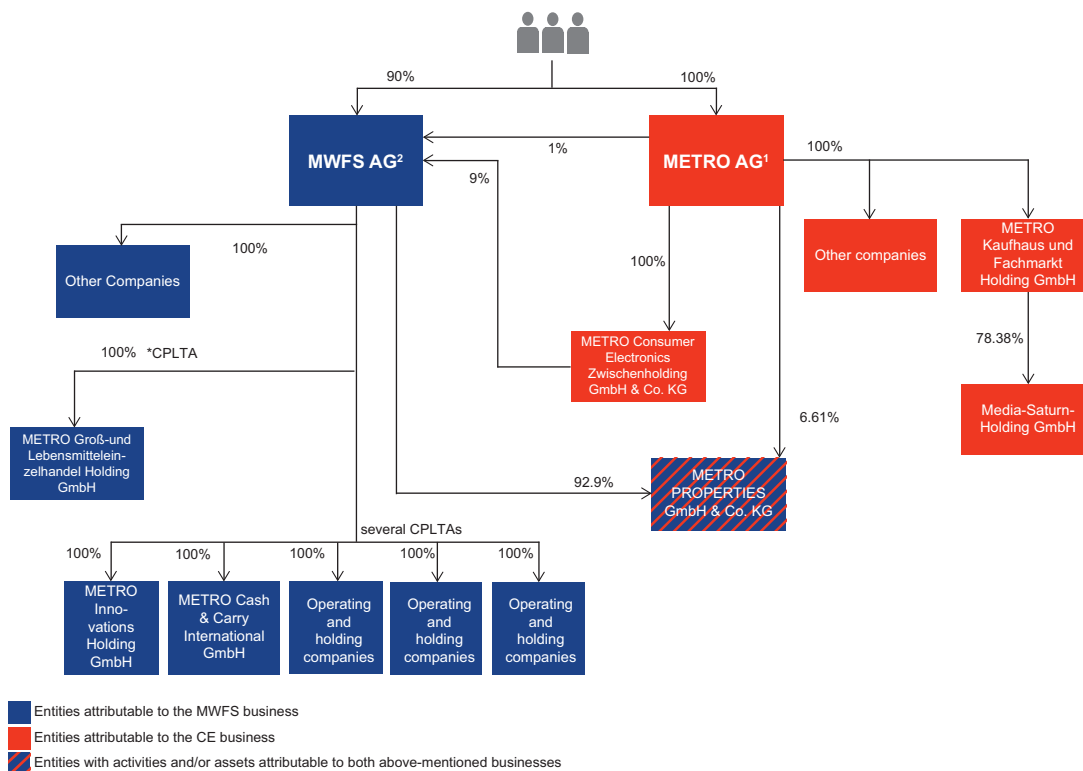 90%
100%
MWFS AG²
1%
9%
METRO AG¹
100%
100%
Other Companies
100%
Other companies
METRO
Kaufhaus und
Fachmarkt
Holding GmbH
100% *CPLTA
METRO Consumer
Electronics
Zwischenholding
GmbH & Co. KG
78.38%
6.61%
Media-Saturn-
Holding GmbH
METRO Groß-und
Lebensmittelein-
zelhandel Holding
GmbH
92.9%
METRO
PROPERTIES
GmbH & Co. KG
several CPLTAs
100%
100%
100%
100%
100%
METRO
Inno-
vations
Holding
GmbH
METRO Cash
& Carry
International
GmbH
Operating
and
holding
companies
Operating
and
holding
companies
Operating
and
holding
companies
Entities attributable to the MWFS business
Entities attributable to the CE business
Entities with activities and/or assets attributable to both above-mentioned businesses